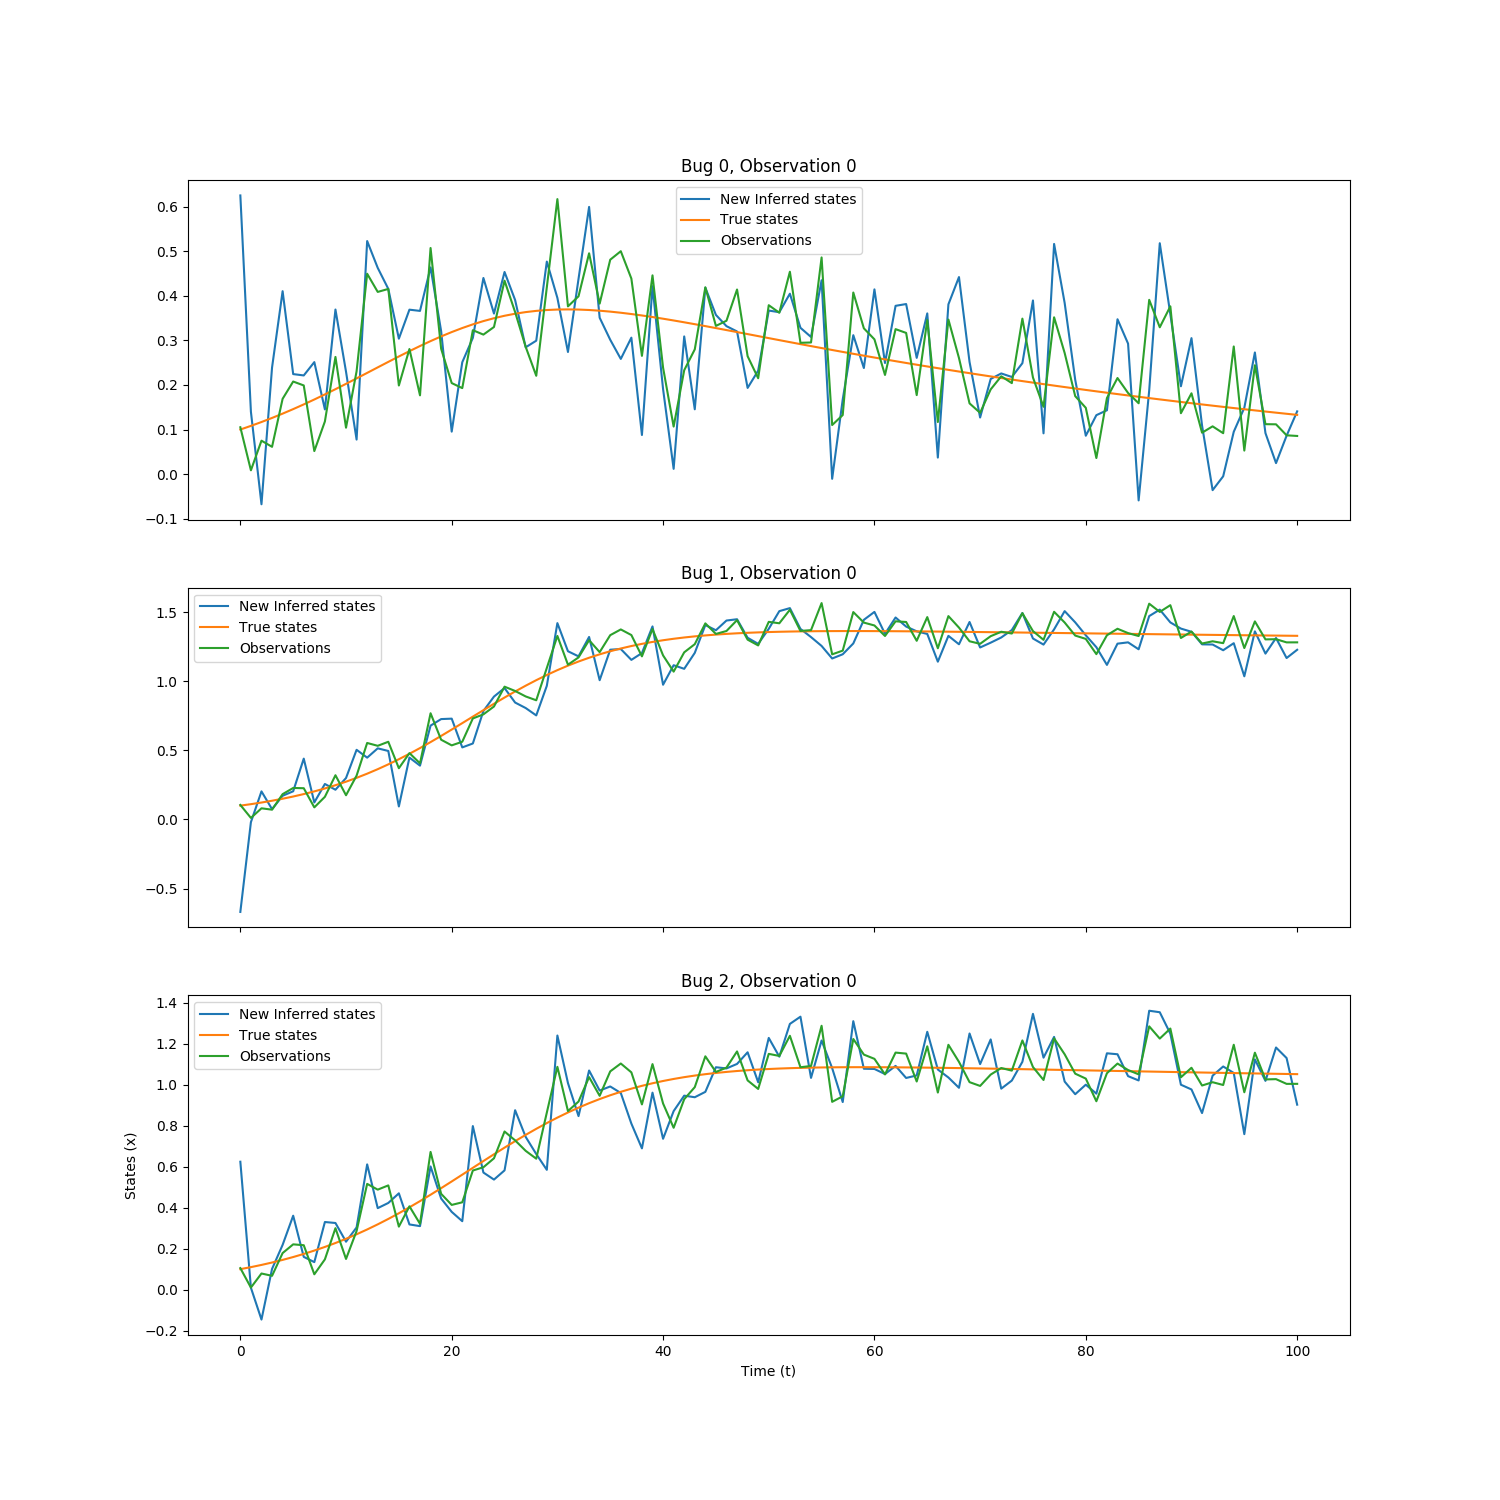 Bug 0, Observation 0
New Inferred states
True states
Observations
0.6
0.5
0.4
0.3
0.2
0.1
0.0
−0.1
Bug 1, Observation 0
New Inferred states
True states
Observations
1.5
1.0
0.5
0.0
−0.5
Bug 2, Observation 0
New Inferred states
True states
Observations
1.4
1.2
1.0
0.8
0.6
0.4
0.2
0.0
−0.2
States (x)
0 20 40 60 80 100
Time (t)